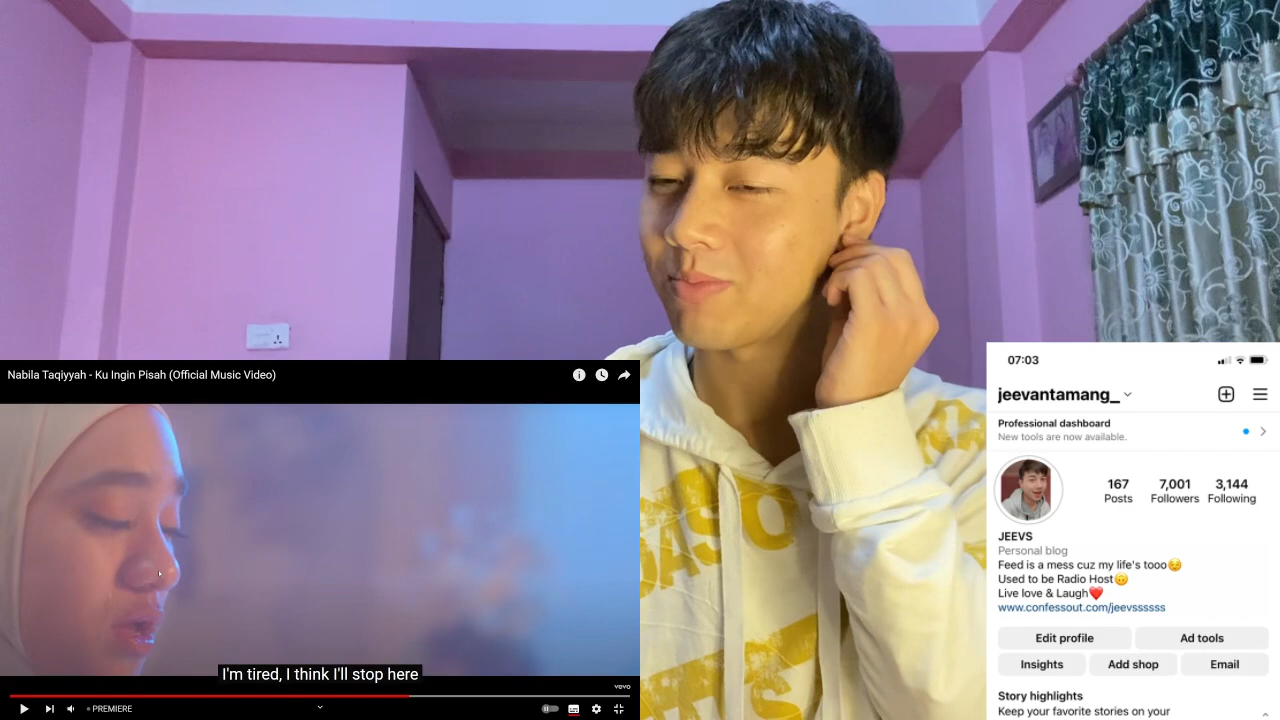 Nabila Taqiyyah - Ku Ingin Pisah (Official Music Video)
I'm tired, I think I'll stop here
vevo
PREMIERE
07:03
jeevantamang_
Professional dashboard
New tools are now available.
167
Posts
7,001
Followers
3,144
Following
JEEVS
Personal blog
Feed is a mess cuz my life's tooo😌
Used to be Radio Host🙃
Live love & Laugh❤️
www.confessout.com/jeevssssss
Edit profile
Ad tools
Insights
Add shop
Email
Story highlights
Keep your favorite stories on your